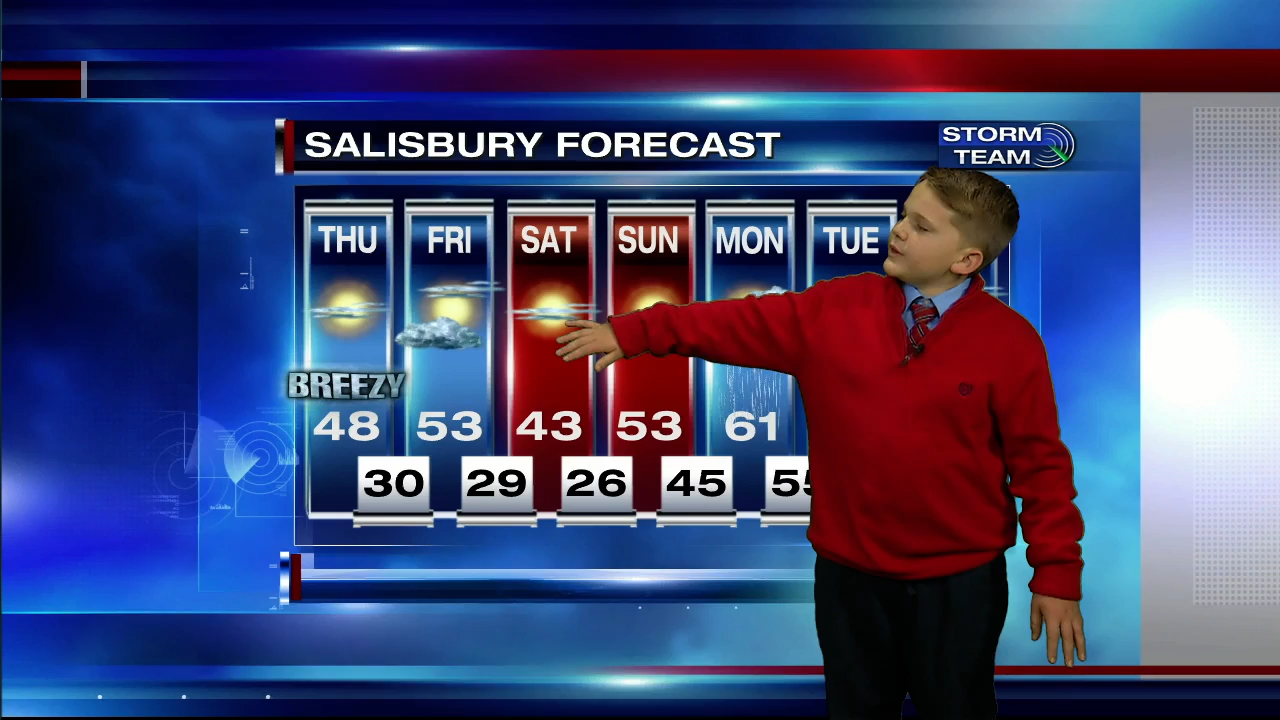 SALISBURY FORECAST
STORM
TEAM
THU FRI SAT SUN MON TUE
BREEZY
48 53 43 53 61
30 29 26 45